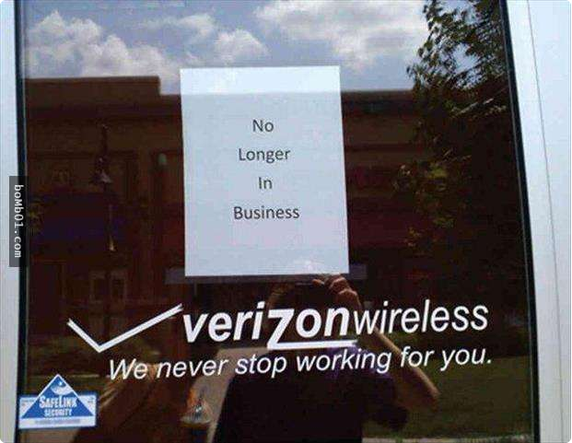 No
Longer
In
Business
bomb01.com
verizonwireless
We never stop working for you.
SAFELINK
SECURITY